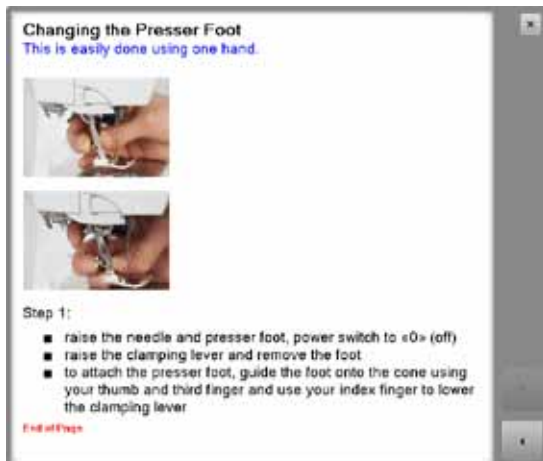 Changing the Presser Foot
This is easily done using one hand.
Step 1:
■ raise the needle and presser foot, power switch to «0» (off)
■ raise the clamping lever and remove the foot
■ to attach the presser foot, guide the foot onto the cone using
your thumb and third finger and use your index finger to lower
the clamping lever
End of Page